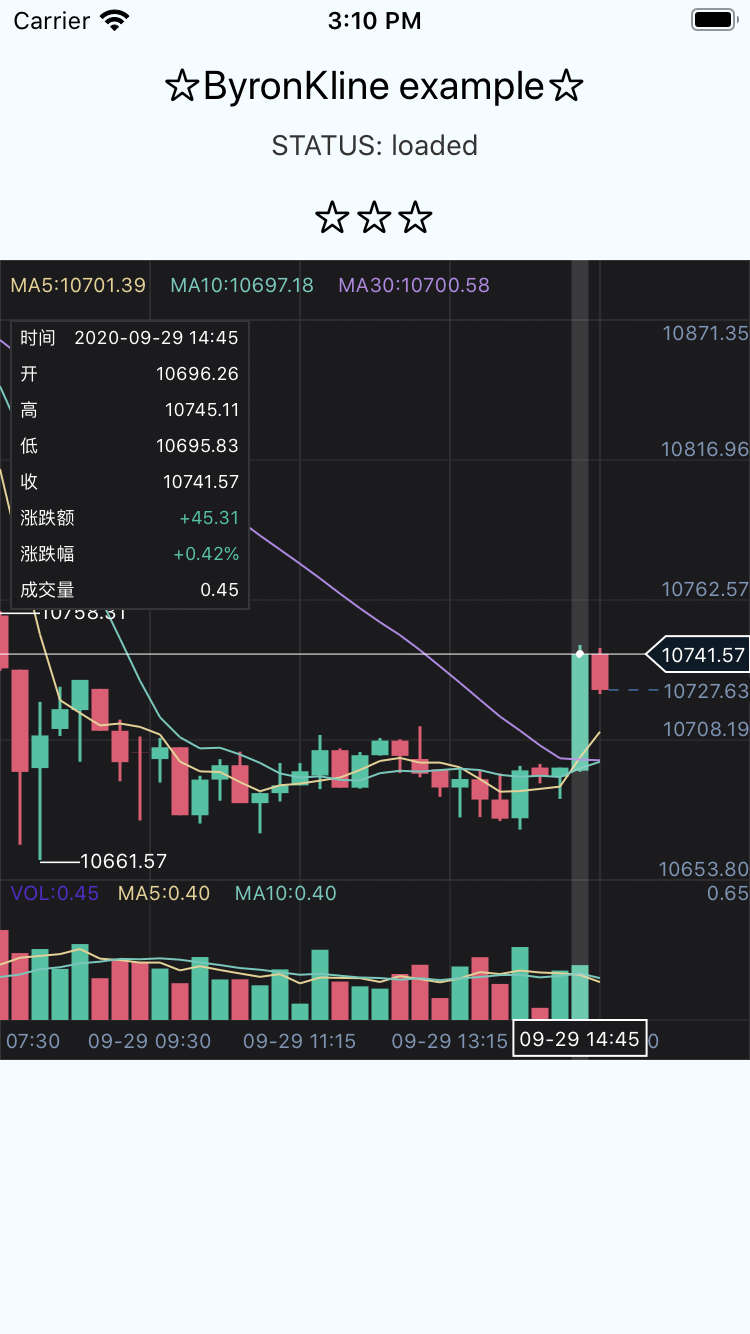 Carrier 3:10 PM
☆ByronKline example☆
STATUS: loaded
☆☆☆
MA5:10701.39 MA10:10697.18 MA30:10700.58
10871.35
时间 2020-09-29 14:45
开 10696.26
高 10745.11
低 10695.83
收 10741.57
涨跌额 +45.31
涨跌幅 +0.42%
成交量 0.45
10816.96
10762.57
10758.31
10741.57
10727.63
10708.19
10661.57
10653.80
VOL:0.45 MA5:0.40 MA10:0.40 0.65
07:30 09-29 09:30 09-29 11:15 09-29 13:15 09-29 14:45 0